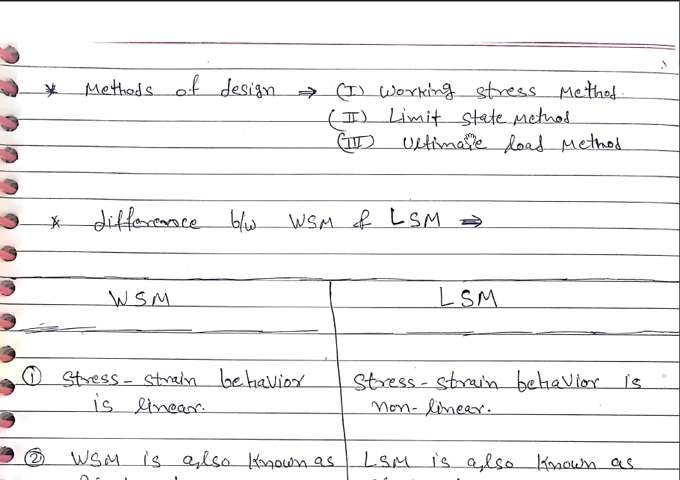 * Methods of design → (I) Working stress Method.
(II) Limit state Method
(III) Ultimate load Method
* difference b/w WSM & LSM ⇒
WSM LSM
① Stress-strain behavior Stress-strain behavior is
is linear. non-linear.
② WSM is also known as LSM is also known as